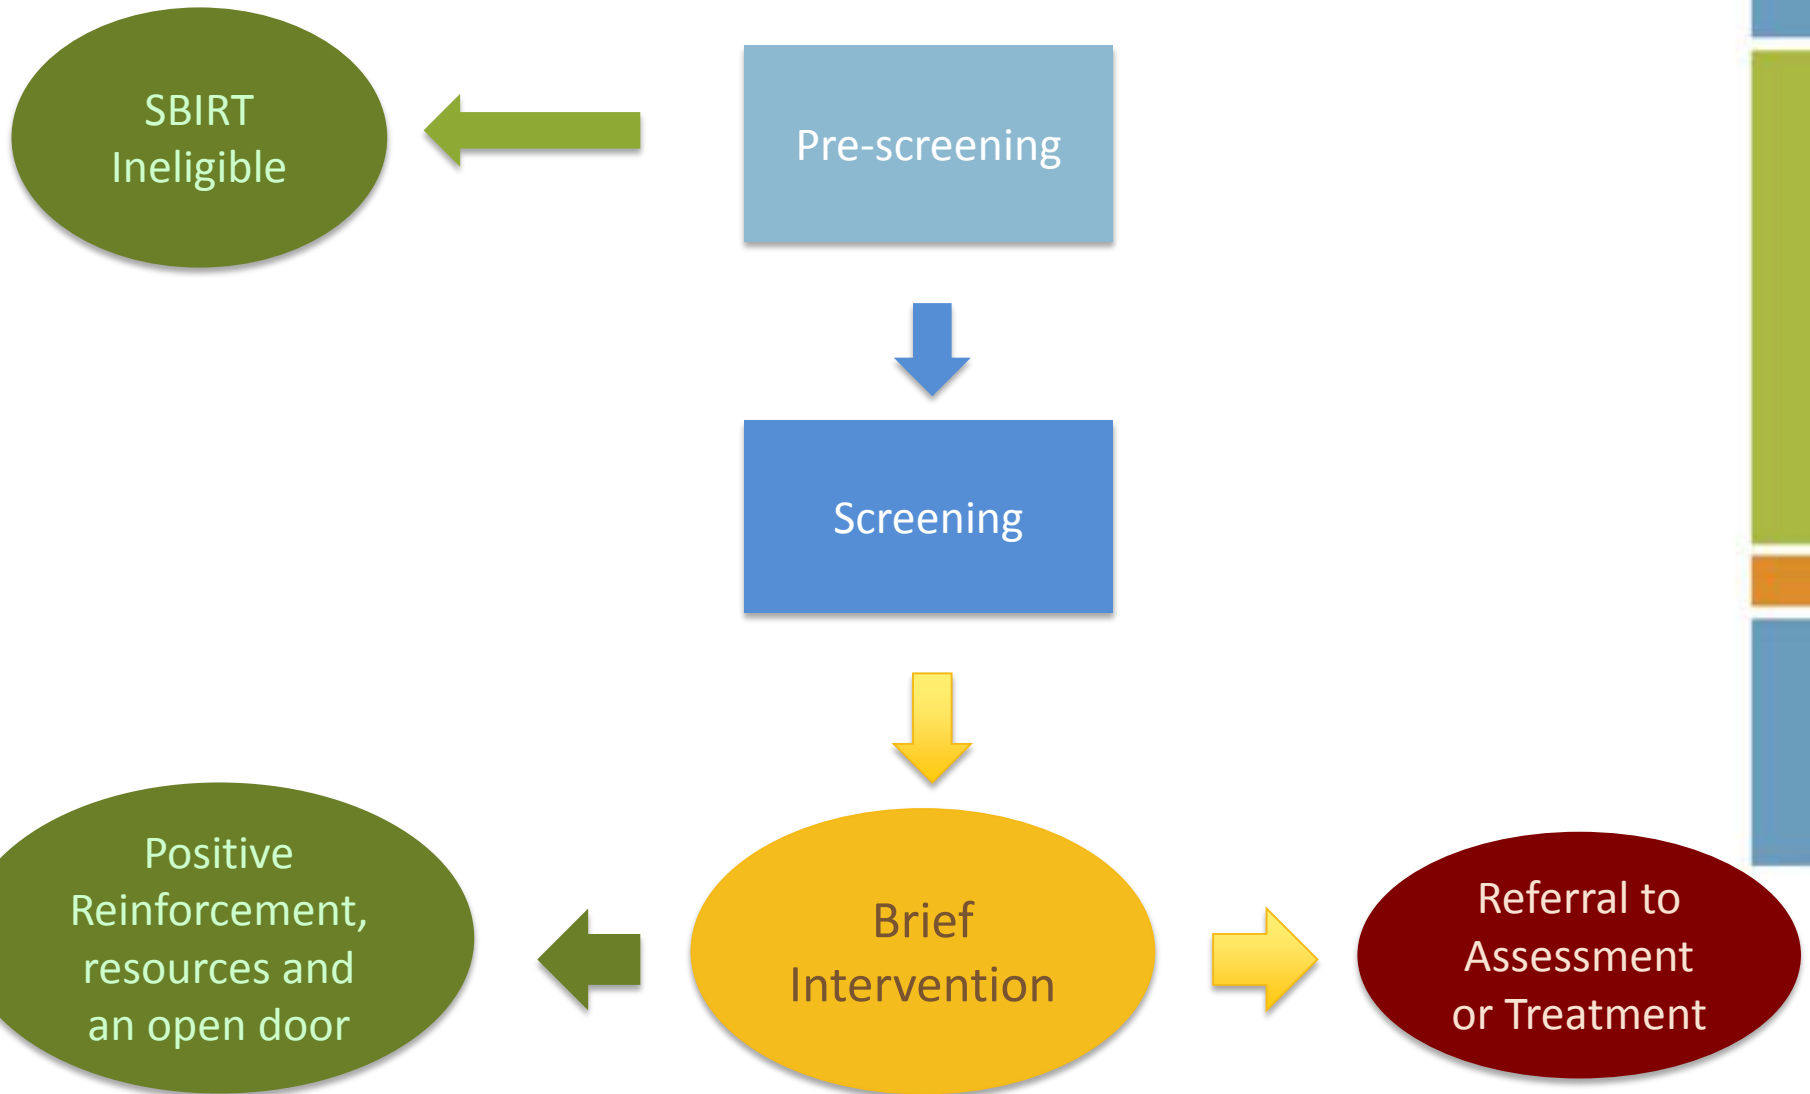 SBIRT
Ineligible
Pre-screening
Screening
Positive
Reinforcement,
resources and
an open door
Brief
Intervention
Referral to
Assessment
or Treatment